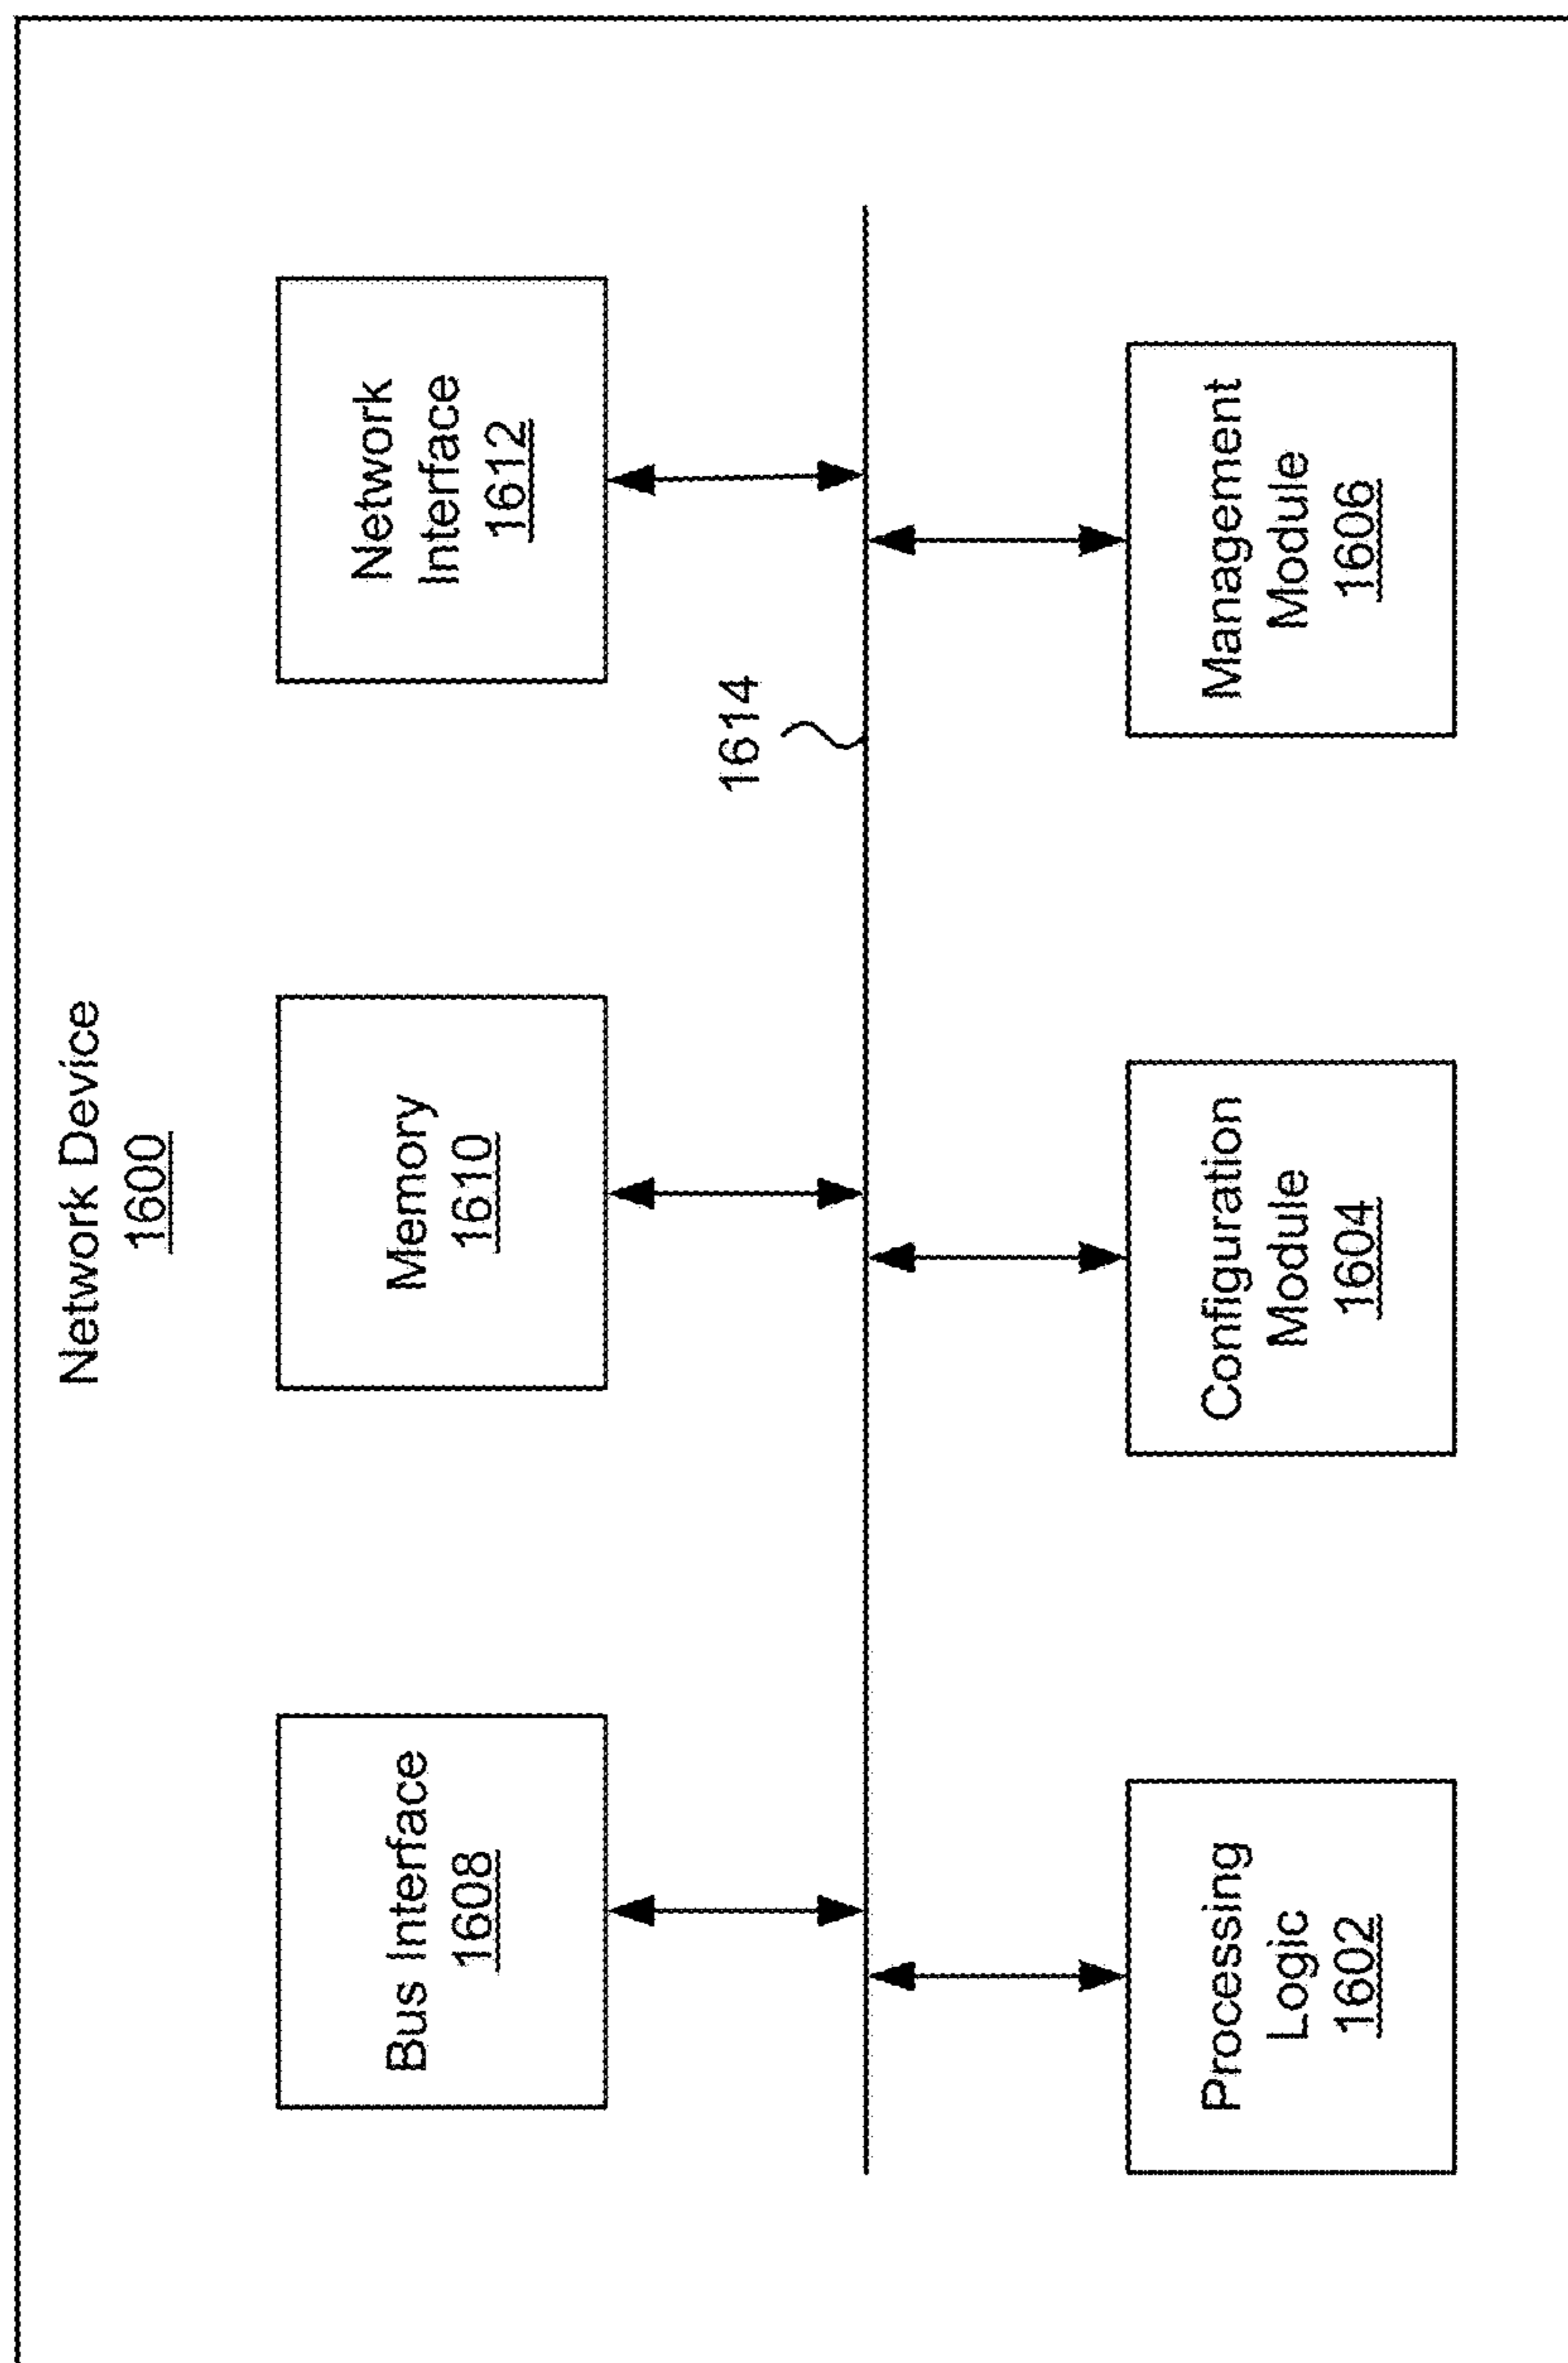 Network Device
1600
Bus Interface
1608
Memory
1610
Network
Interface
1612
1614
Processing
Logic
1602
Configuration
Module
1604
Management
Module
1606